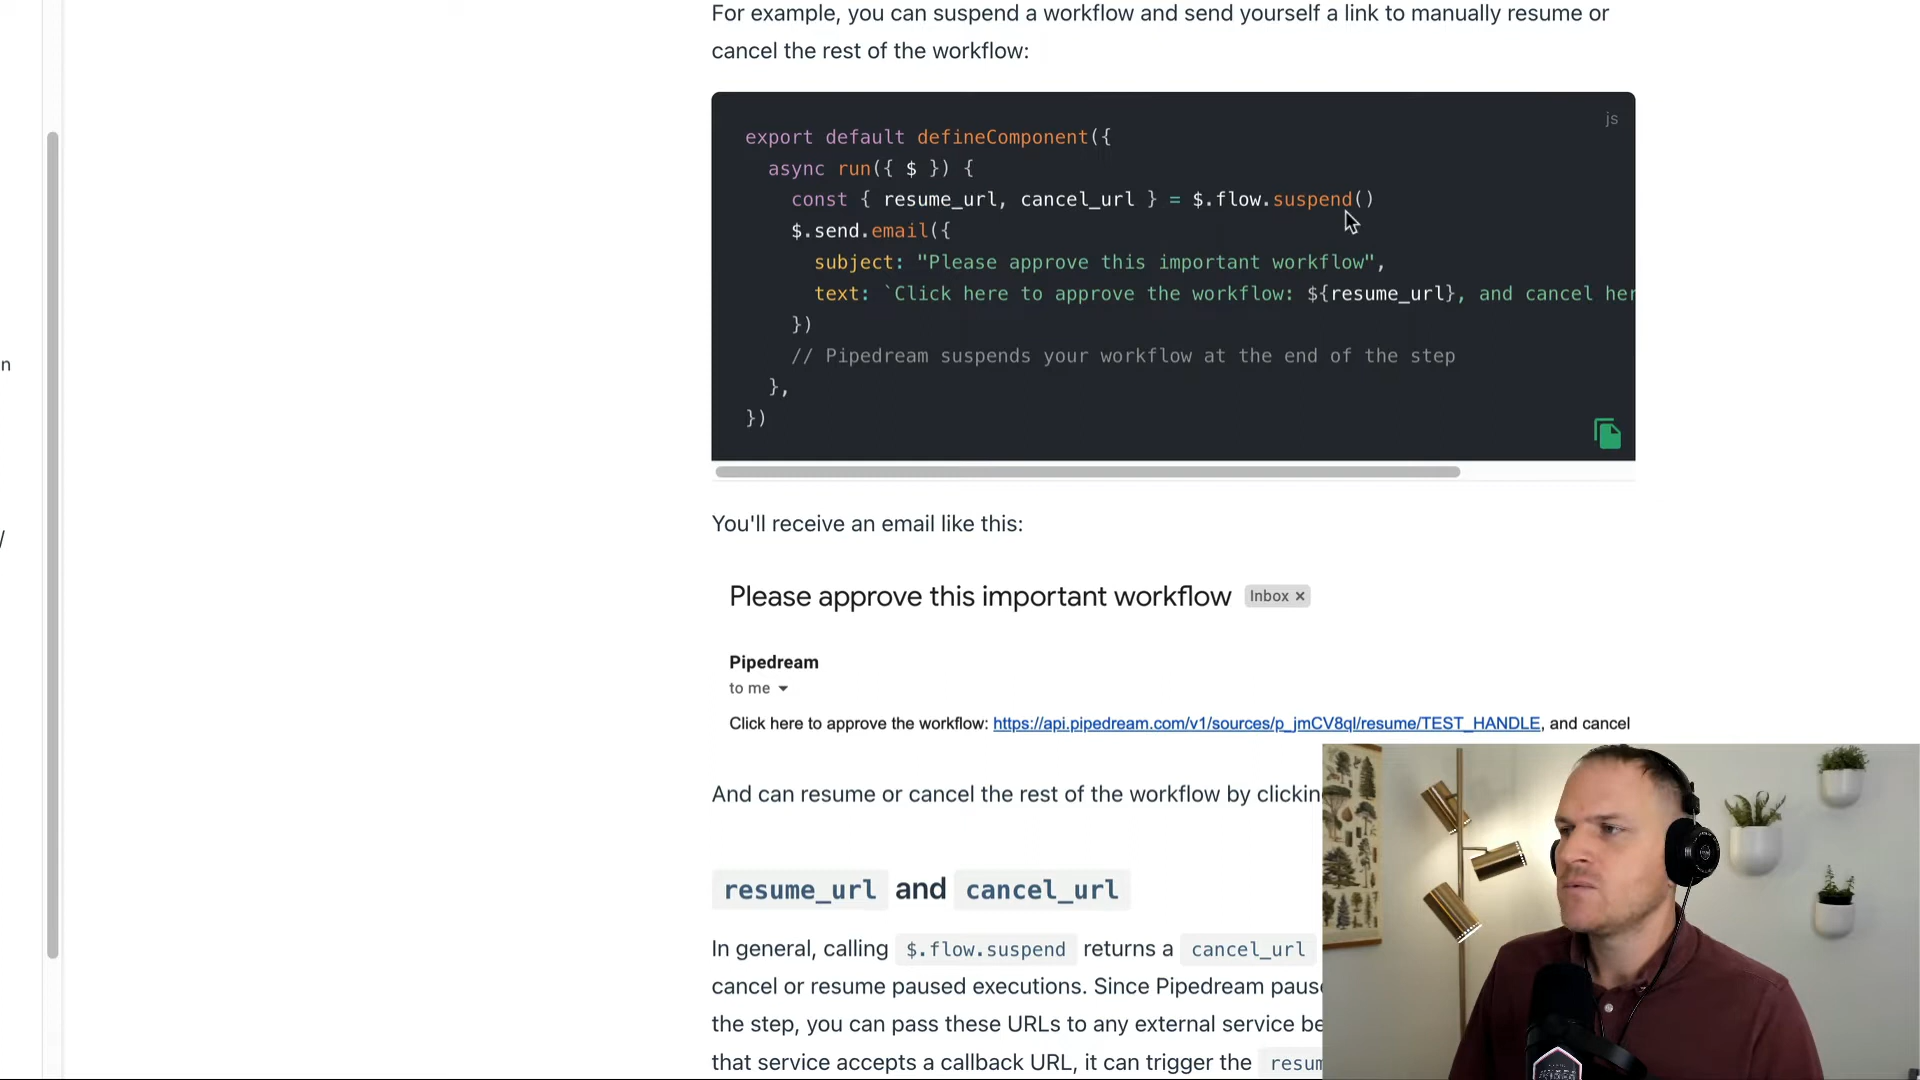 For example, you can suspend a workflow and send yourself a link to manually resume or
cancel the rest of the workflow:
js
export default defineComponent({
async run({ $ }) {
const { resume_url, cancel_url } = $.flow.suspend()
$.send.email({
subject: "Please approve this important workflow",
text: `Click here to approve the workflow: ${resume_url}, and cancel her
})
// Pipedream suspends your workflow at the end of the step
},
})
n
/
You'll receive an email like this:
Please approve this important workflow Inbox ×
Pipedream
to me
Click here to approve the workflow: https://api.pipedream.com/v1/sources/p_jmCV8ql/resume/TEST_HANDLE, and cancel
And can resume or cancel the rest of the workflow by clickin
resume_url and cancel_url
In general, calling $.flow.suspend returns a cancel_url
cancel or resume paused executions. Since Pipedream paus
the step, you can pass these URLs to any external service be
that service accepts a callback URL, it can trigger the resum